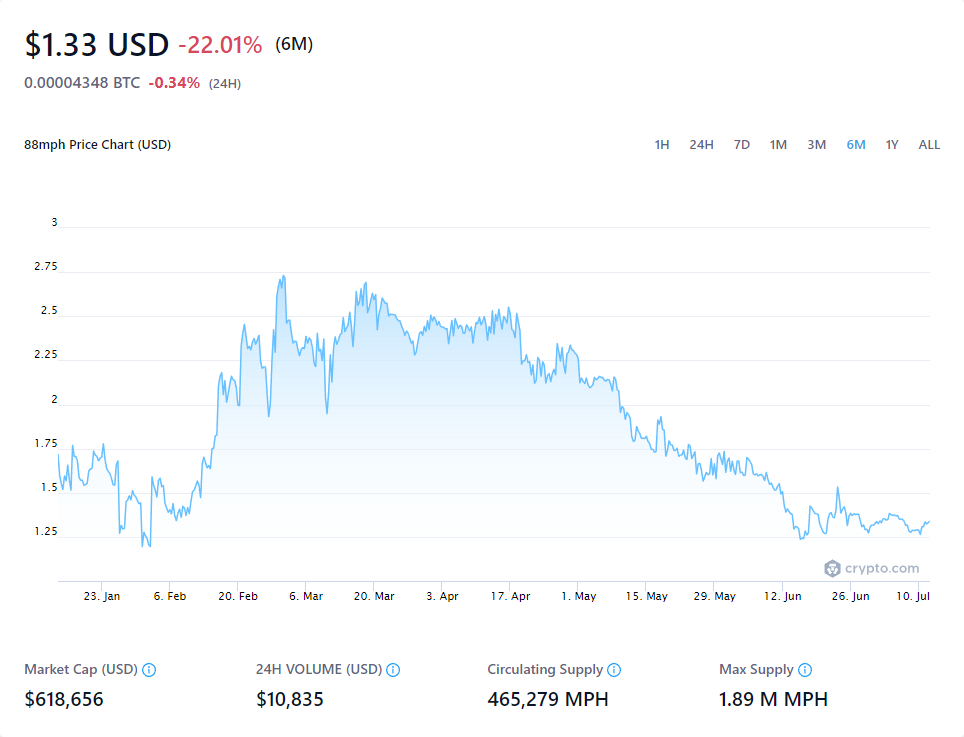 $1.33 USD -22.01% (6M)
0.00004348 BTC -0.34% (24H)
88mph Price Chart (USD) 1H 24H 7D 1M 3M 6M 1Y ALL
3
2.75
2.5
2.25
2
1.75
1.5
1.25
crypto.com
23. Jan 6. Feb 20. Feb 6. Mar 20. Mar 3. Apr 17. Apr 1. May 15. May 29. May 12. Jun 26. Jun 10. Jul
Market Cap (USD) 24H VOLUME (USD) Circulating Supply Max Supply
$618,656 $10,835 465,279 MPH 1.89 M MPH